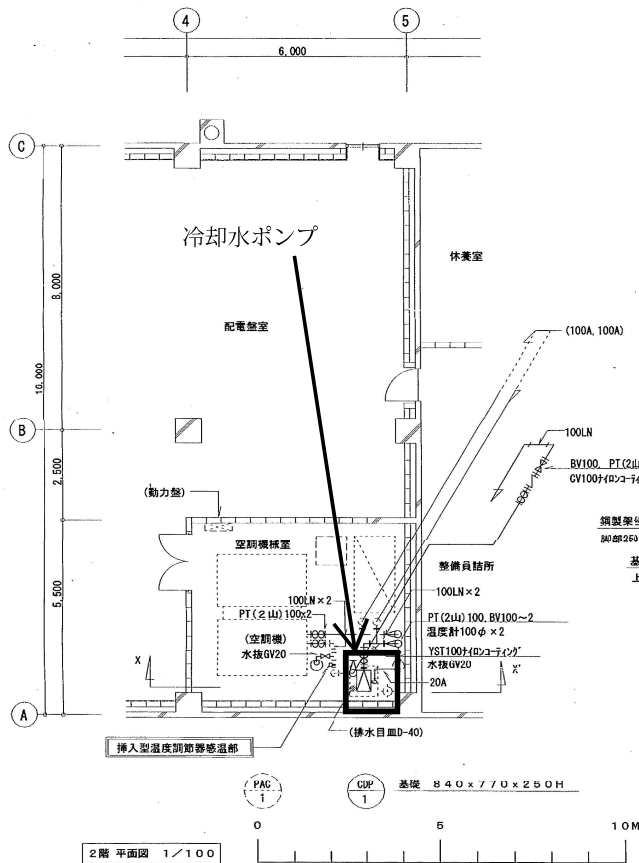 4
5
6,000
C
冷却水ポンプ
休養室
8,000
配電盤室
(100A, 100A)
10,000
B
100LN
BV100, PT(2山
CV100ナイロンコーテ
2,500
(動力盤)
脚部250
空調機械室
整備員詰所
100LN×2
5,500
100LN×2
PT(2山)100×2
PT(2山)100, BV100～2
温度計100φ×2
(空調機)
水抜GV20
YST100ナイロンコーティング
水抜GV20
X
20A
A
(排水目皿D-40)
挿入型温度調節器感温部
PAC
1
CDP
1
基礎 840×770×250H
0
5
10M
2階 平面図 1/100